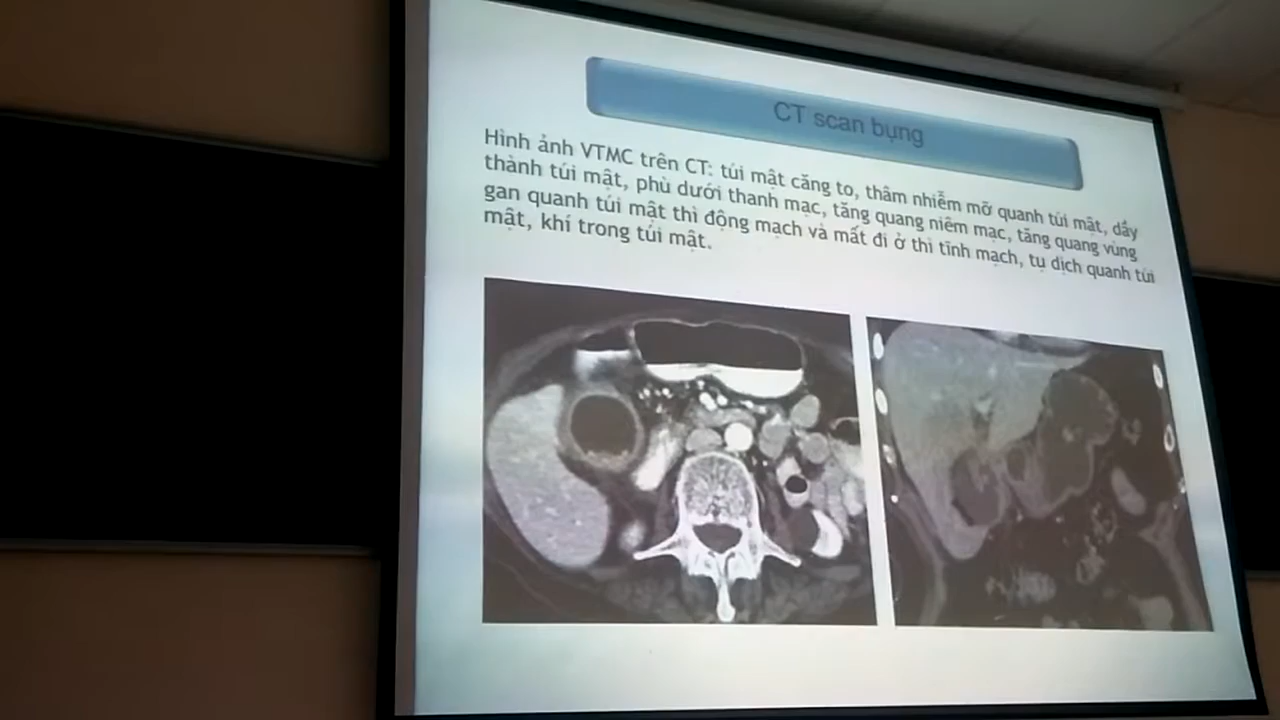 CT scan bụng
Hình ảnh VTMC trên CT: túi mật căng to, thâm nhiễm mỡ quanh túi mật, dầy
thành túi mật, phù dưới thanh mạc, tăng quang niêm mạc, tăng quang vùng
gan quanh túi mật thì động mạch và mất đi ở thì tĩnh mạch, tụ dịch quanh túi
mật, khí trong túi mật.